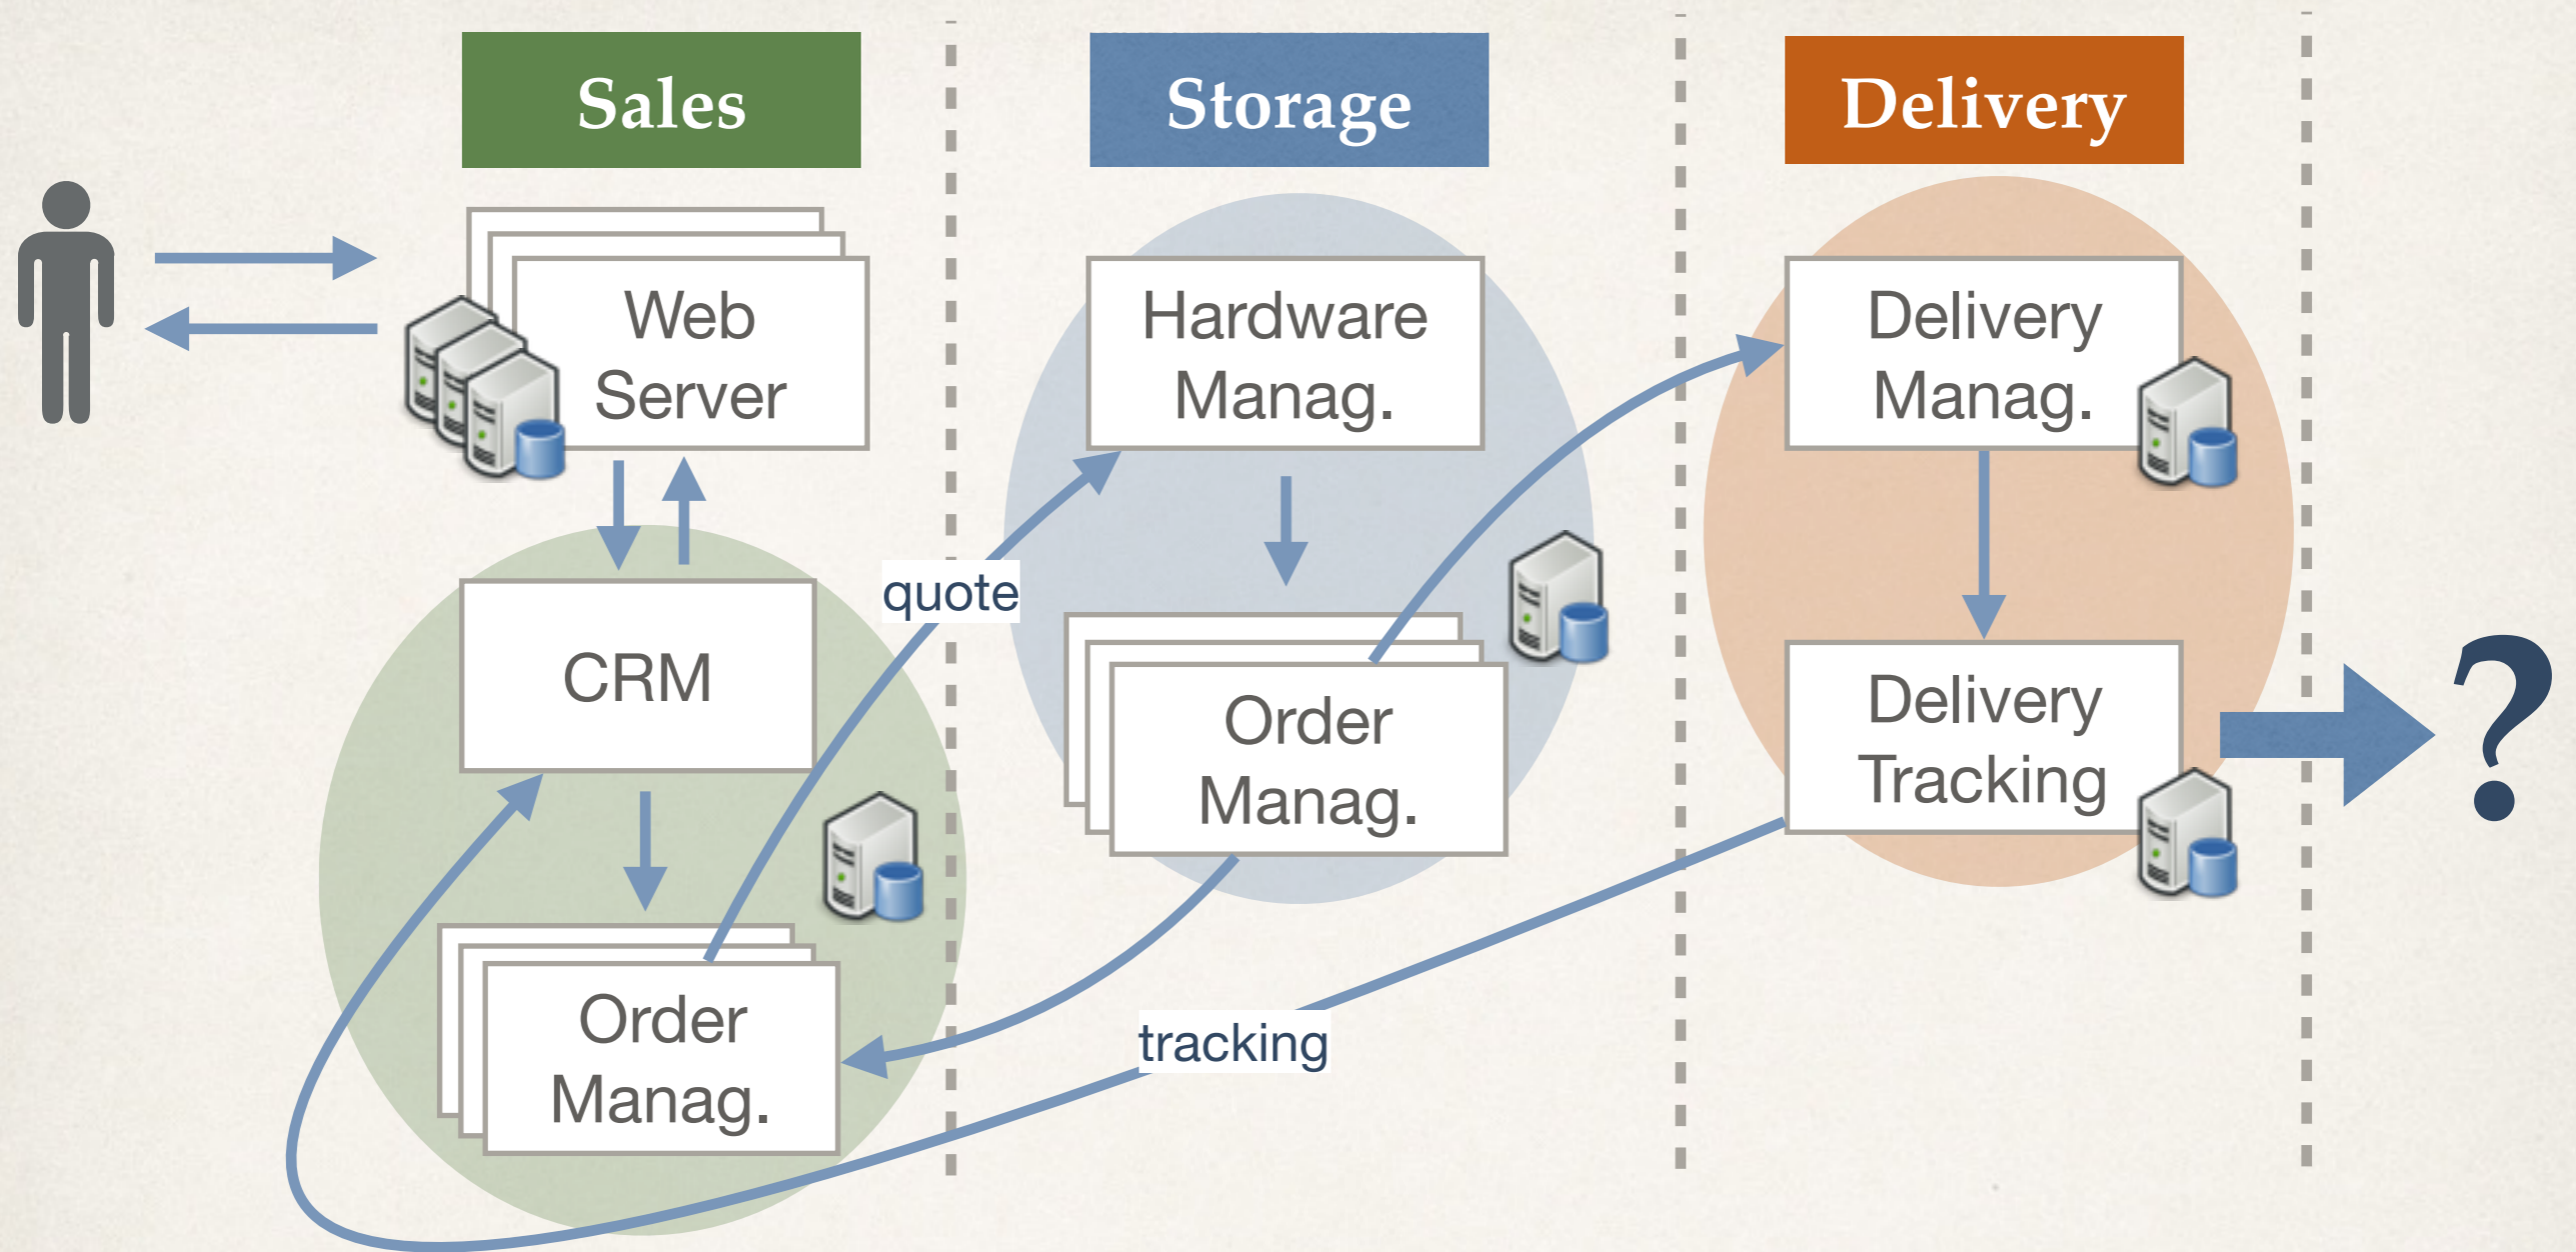 Sales
Storage
Delivery
Web
Server
Hardware
Manag.
Delivery
Manag.
quote
CRM
Order
Manag.
Delivery
Tracking
?
Order
Manag.
tracking